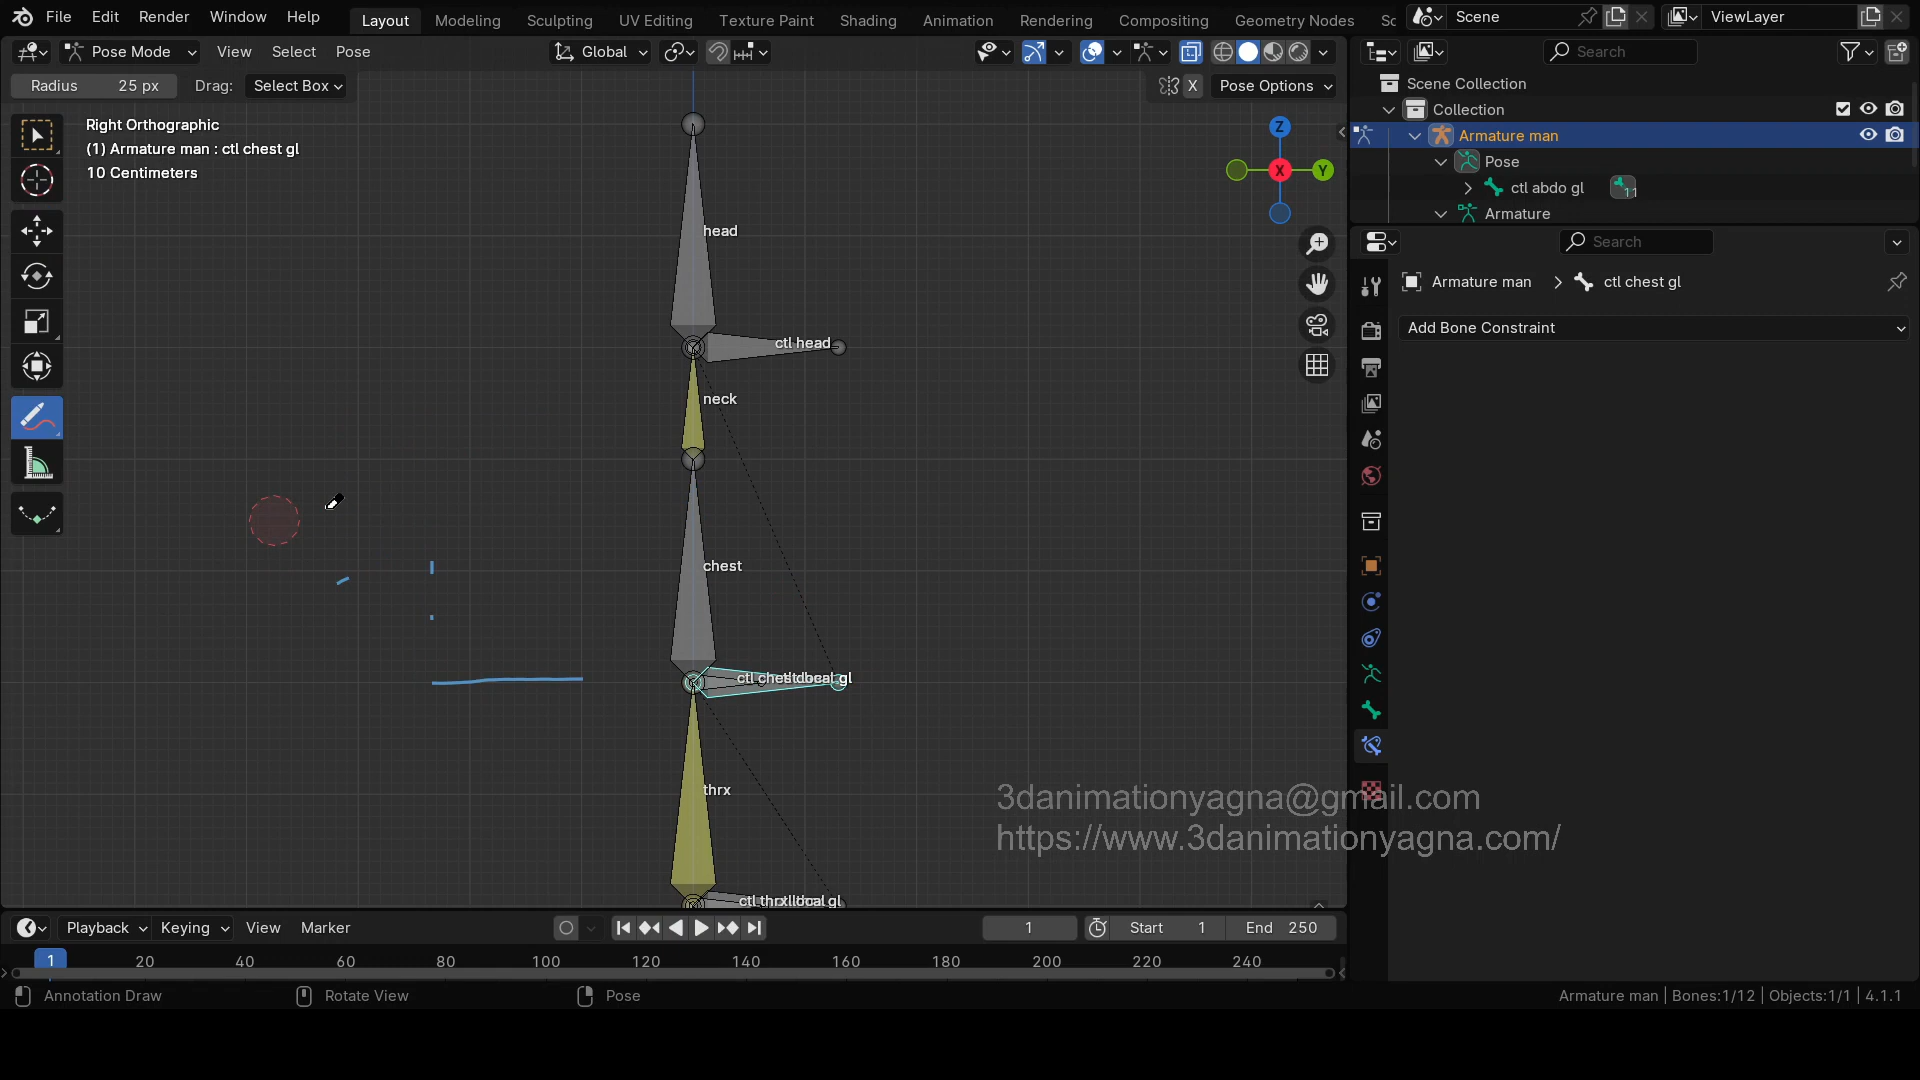 File Edit Render Window Help Layout Modeling Sculpting UV Editing Texture Paint Shading Animation Rendering Compositing Geometry Nodes Sc Scene ViewLayer
Pose Mode View Select Pose Global Search
Radius 25 px Drag: Select Box X Pose Options
Scene Collection
Collection
Armature man
Pose
ctl abdo gl 11
Armature
Right Orthographic
(1) Armature man : ctl chest gl
10 Centimeters
Z
X
Y
head
ctl head
neck
chest
thrx
Search
Armature man ctl chest gl
Add Bone Constraint
3danimationyagna@gmail.com
https://www.3danimationyagna.com/
Playback Keying View Marker 1 Start 1 End 250
1 20 40 60 80 100 120 140 160 180 200 220 240
Annotation Draw Rotate View Pose Armature man | Bones:1/12 | Objects:1/1 | 4.1.1